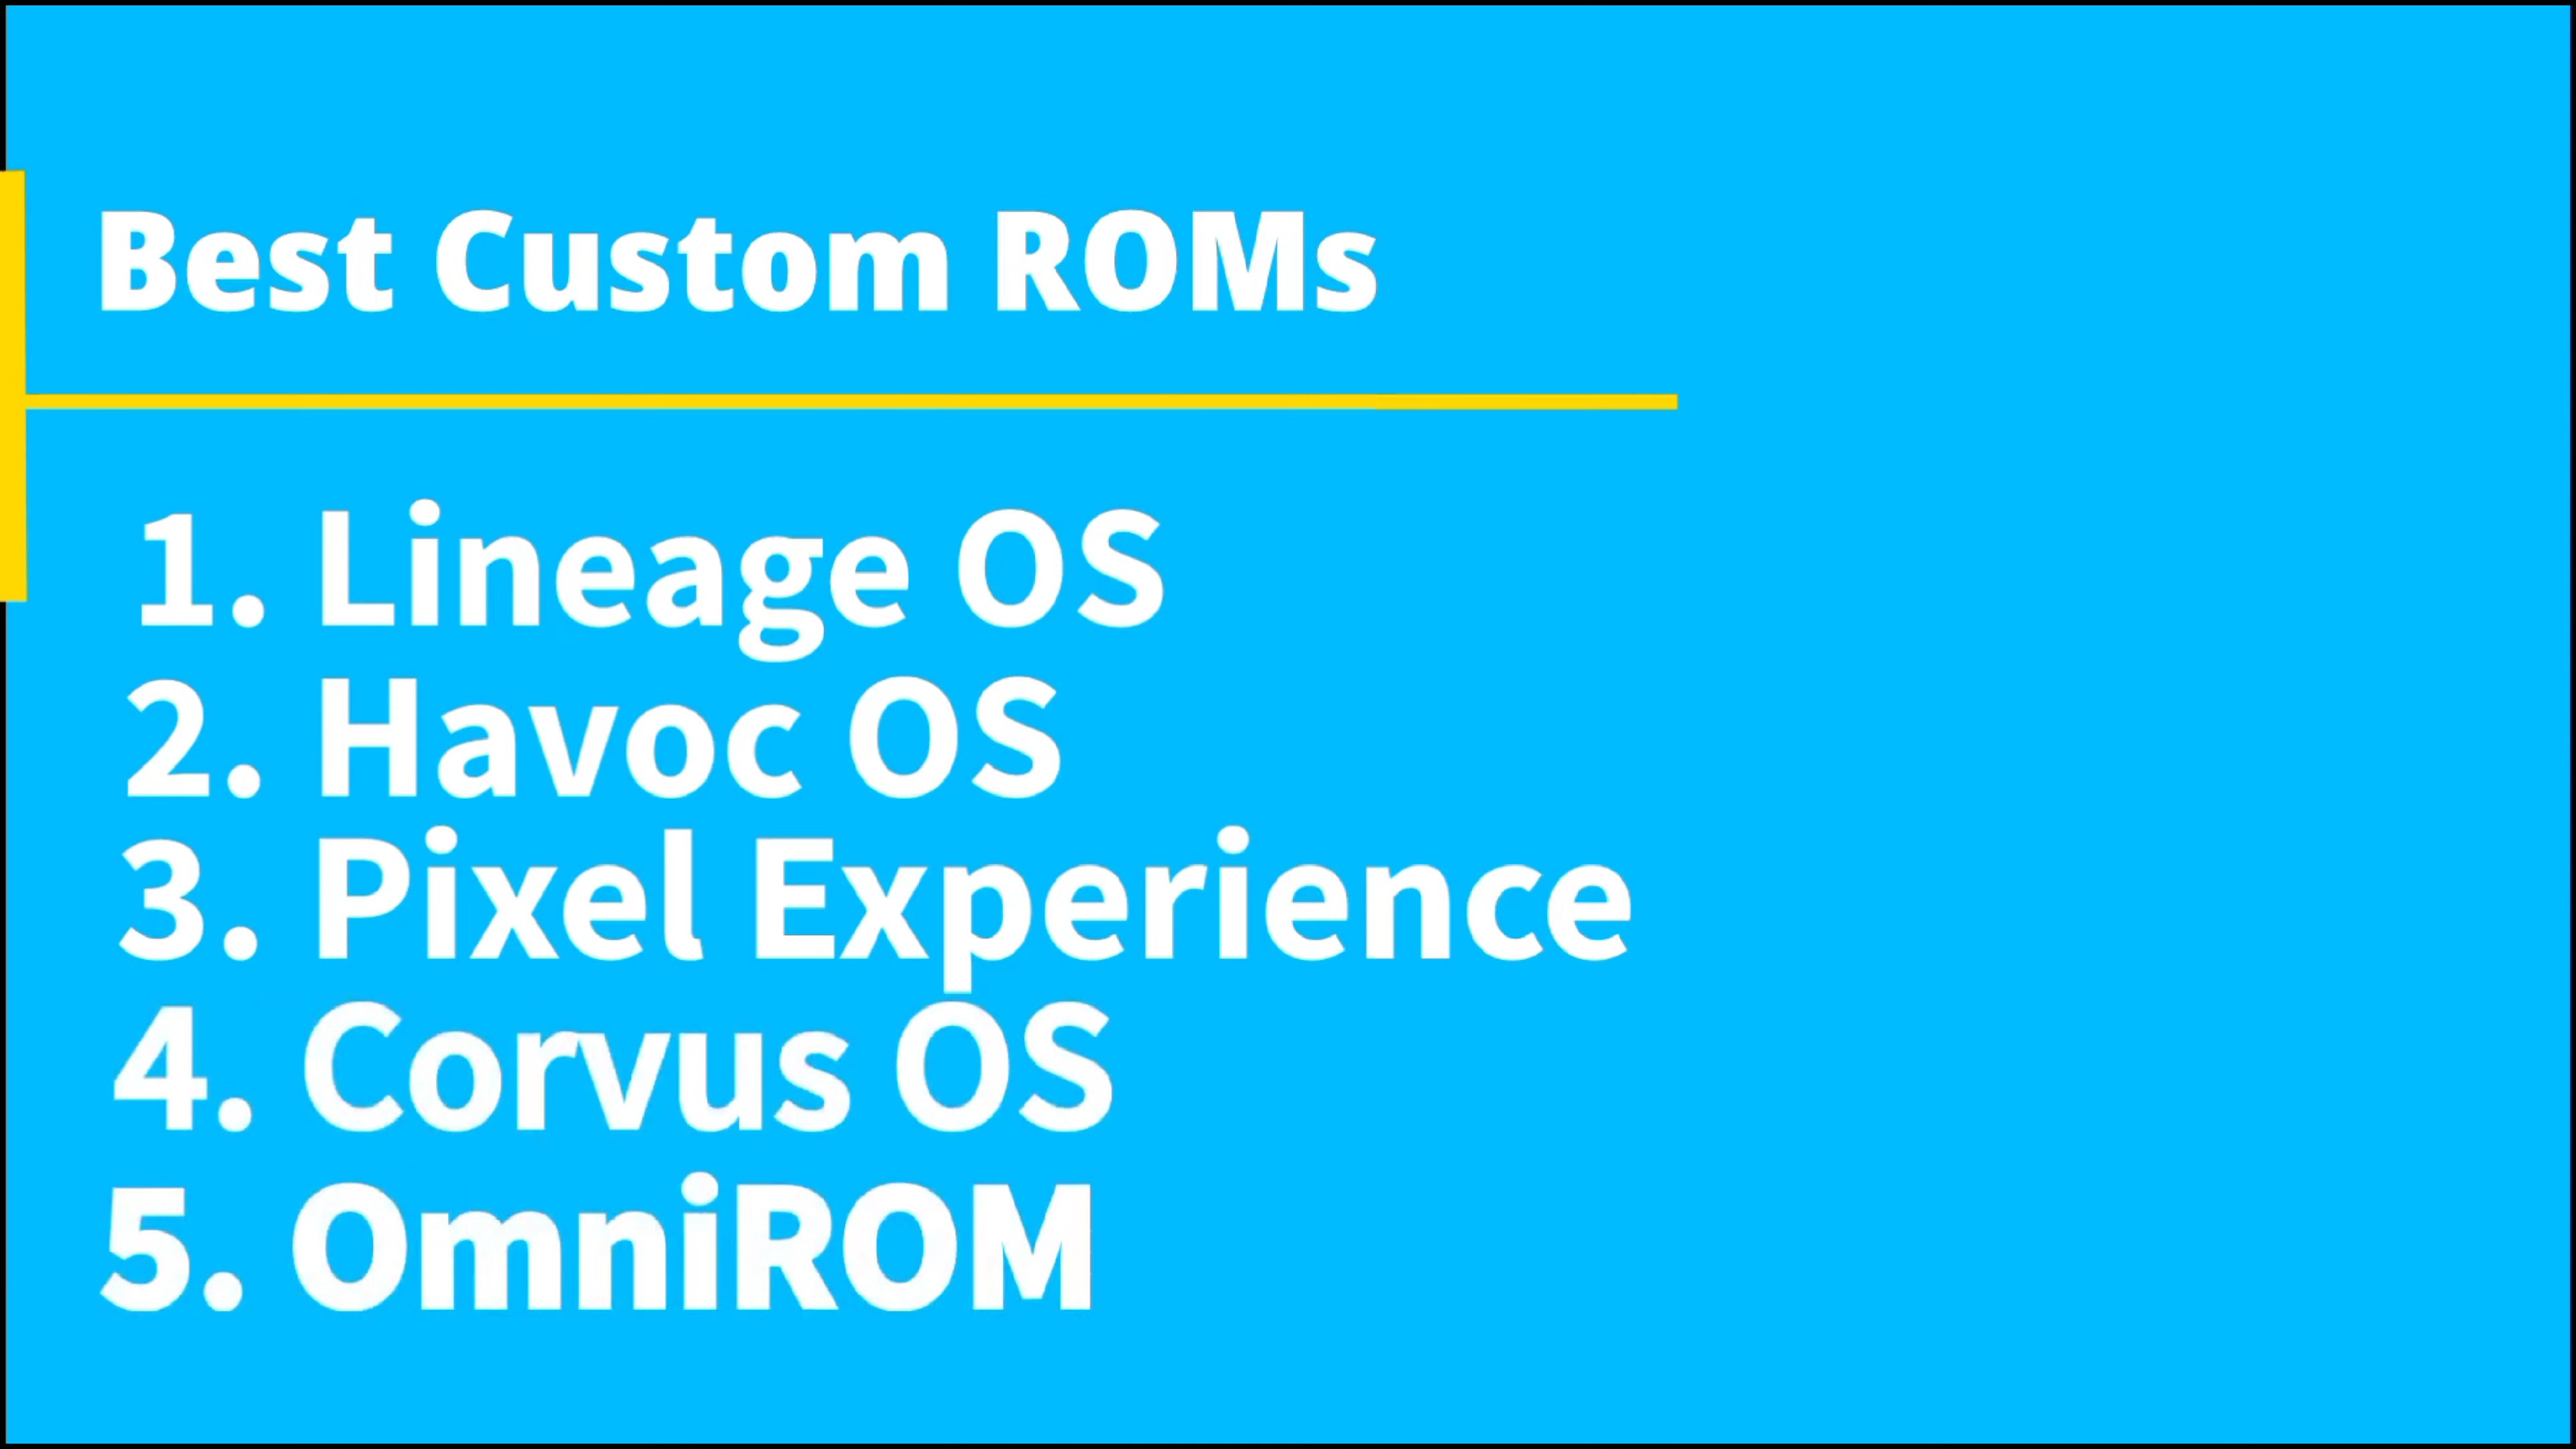 Best Custom ROMs
1. Lineage OS
2. Havoc OS
3. Pixel Experience
4. Corvus OS
5. OmniROM